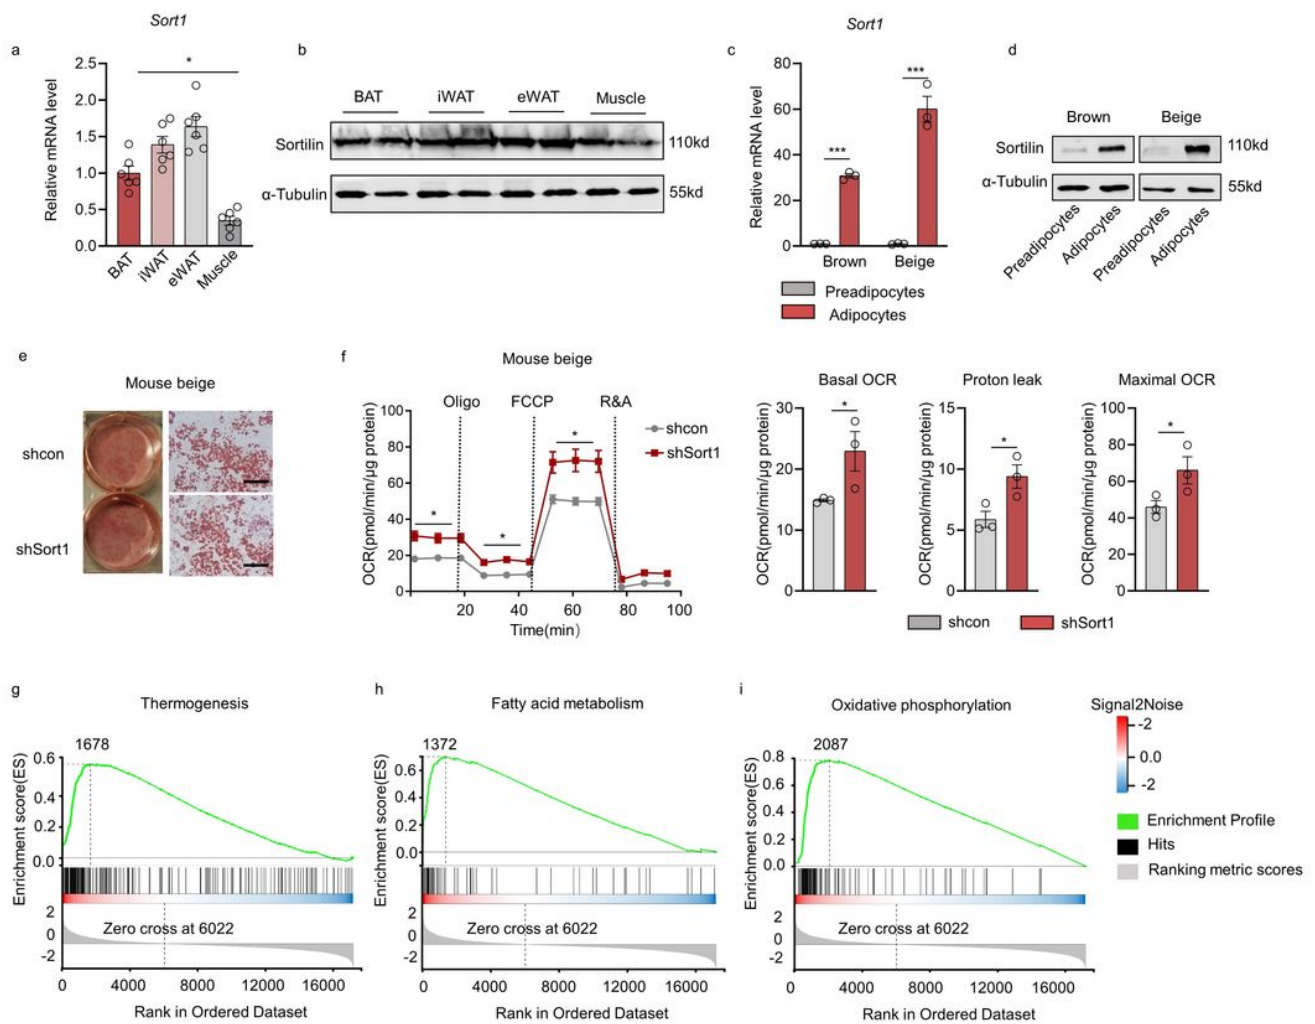 Sort1
Sort1
a
b
c
d
Relative mRNA level
2.5
2.0
1.5
1.0
0.5
0.0
*
BAT
iWAT
eWAT
Muscle
BAT iWAT eWAT Muscle
Sortilin 110kd
α-Tubulin 55kd
Relative mRNA level
80
60
40
20
0
***
***
Brown Beige
Preadipocytes
Adipocytes
Brown Beige
Sortilin 110kd
α-Tubulin 55kd
Preadipocytes
Adipocytes
Preadipocytes
Adipocytes
e
Mouse beige
shcon
shSort1
f
Mouse beige
OCR(pmol/min/µg protein)
100
80
60
40
20
0
Oligo FCCP R&A
*
*
*
shcon
shSort1
20 40 60 80 100
Time(min)
Basal OCR
OCR(pmol/min/µg protein)
30
20
10
0
*
Proton leak
OCR(pmol/min/µg protein)
15
10
5
0
*
Maximal OCR
OCR(pmol/min/µg protein)
100
80
60
40
20
0
*
shcon shSort1
g
Thermogenesis
1678
Enrichment score(ES)
0.6
0.4
0.2
0.0
Zero cross at 6022
2
0
-2
0 4000 8000 12000 16000
Rank in Ordered Dataset
h
Fatty acid metabolism
1372
Enrichment score(ES)
0.6
0.4
0.2
0.0
Zero cross at 6022
2
0
-2
0 4000 8000 12000 16000
Rank in Ordered Dataset
i
Oxidative phosphorylation
2087
Enrichment score(ES)
0.8
0.6
0.4
0.2
0.0
Zero cross at 6022
2
0
-2
0 4000 8000 12000 16000
Rank in Ordered Dataset
Signal2Noise
-2
0.0
-2
Enrichment Profile
Hits
Ranking metric scores